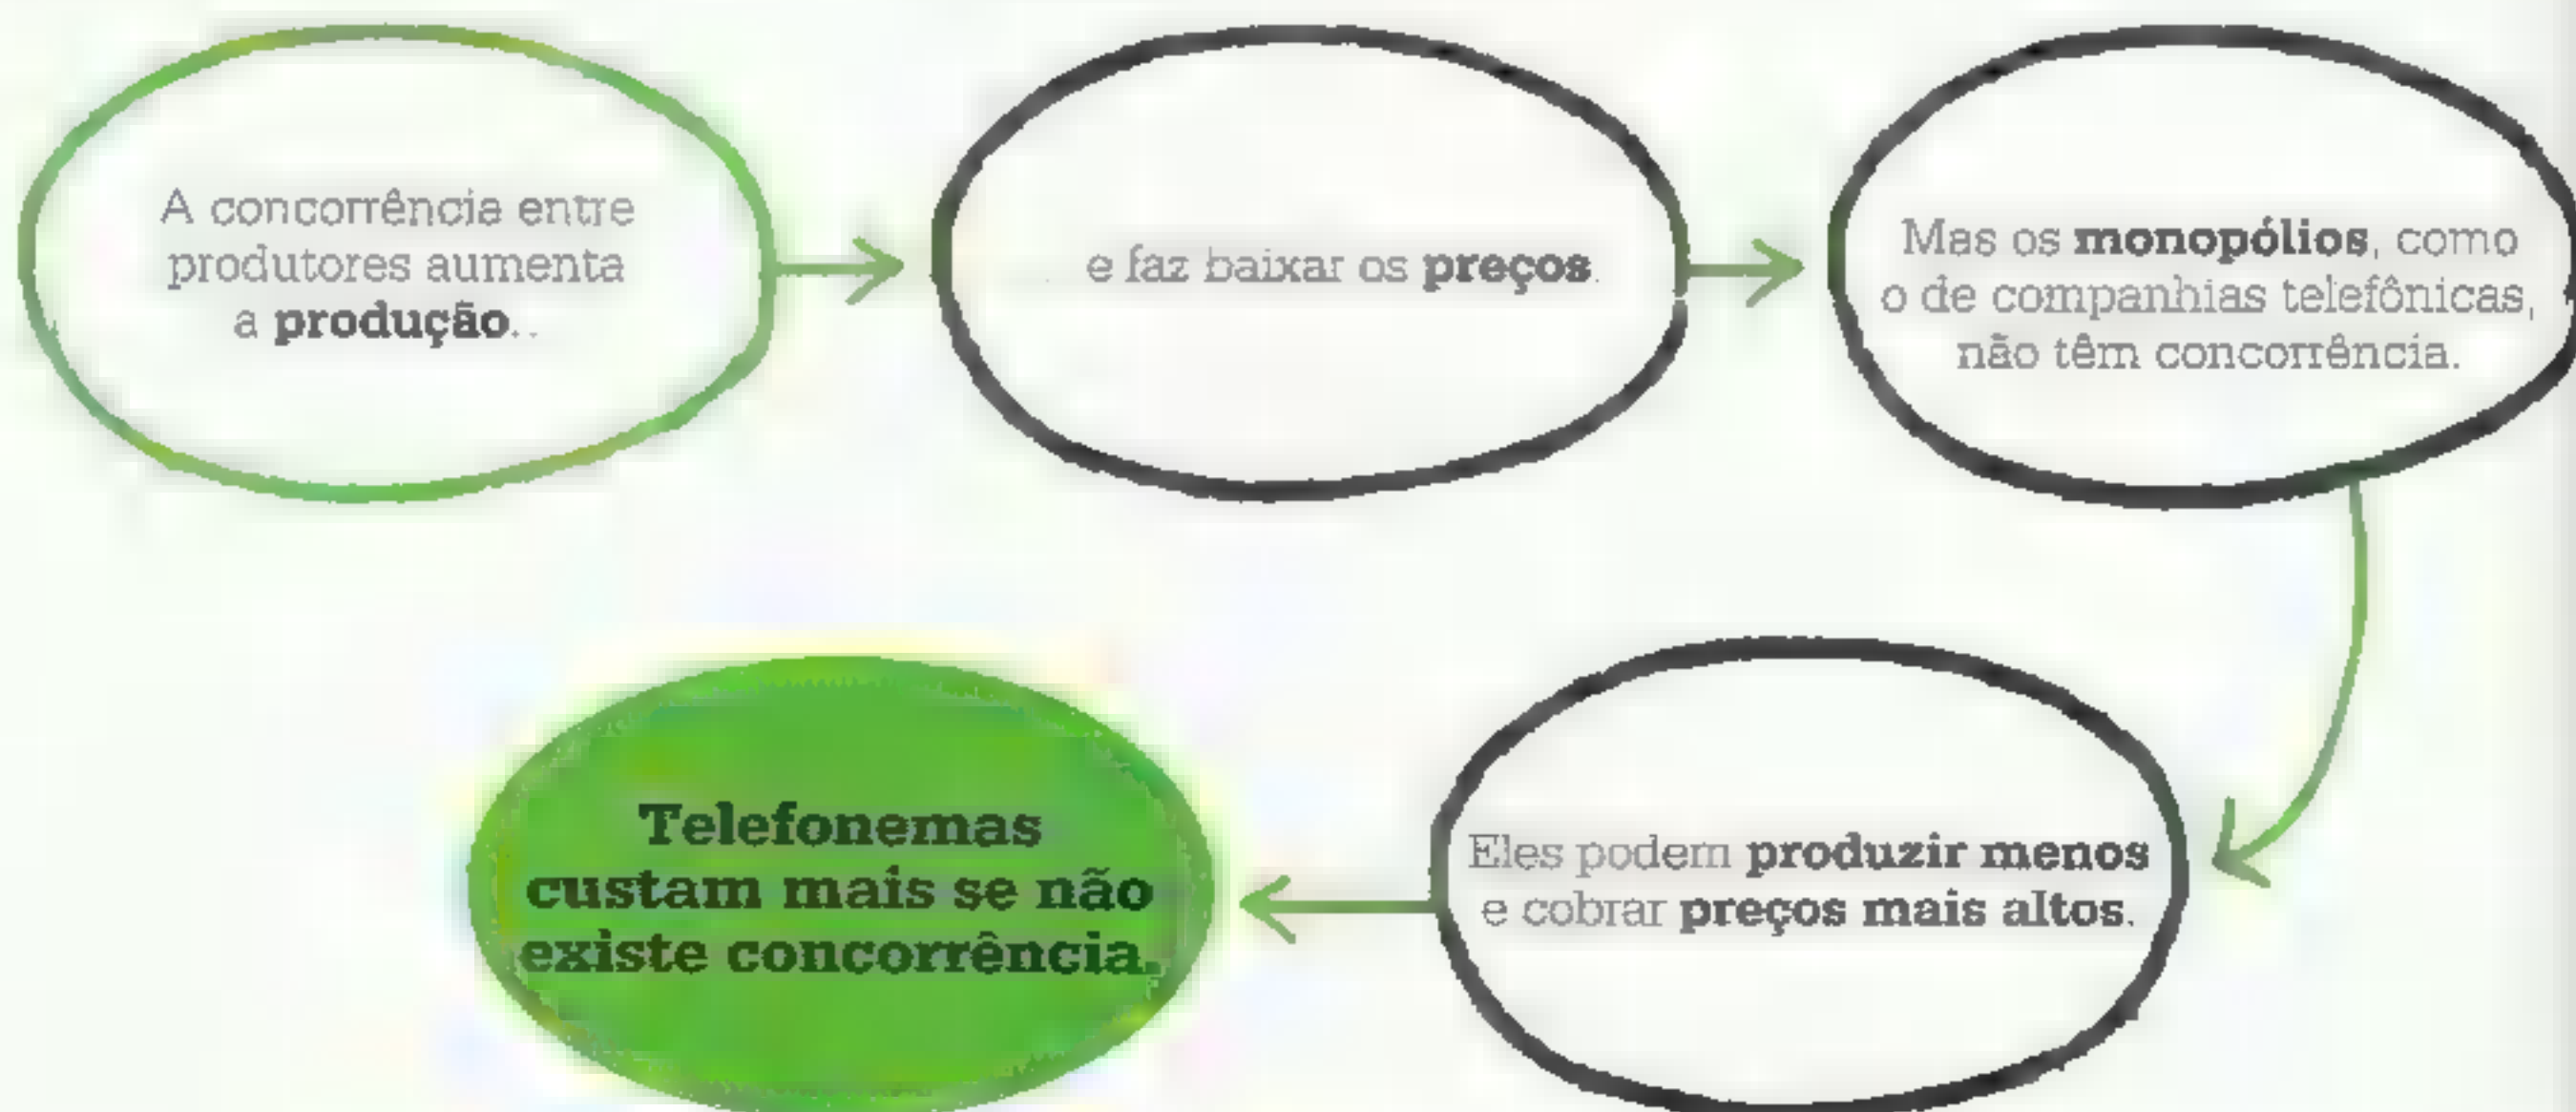 A concorrência entre
produtores aumenta
a produção...
... e faz baixar os preços.
Mas os monopólios, como
o de companhias telefônicas,
não têm concorrência.
Eles podem produzir menos
e cobrar preços mais altos.
Telefonemas
custam mais se não
existe concorrência.